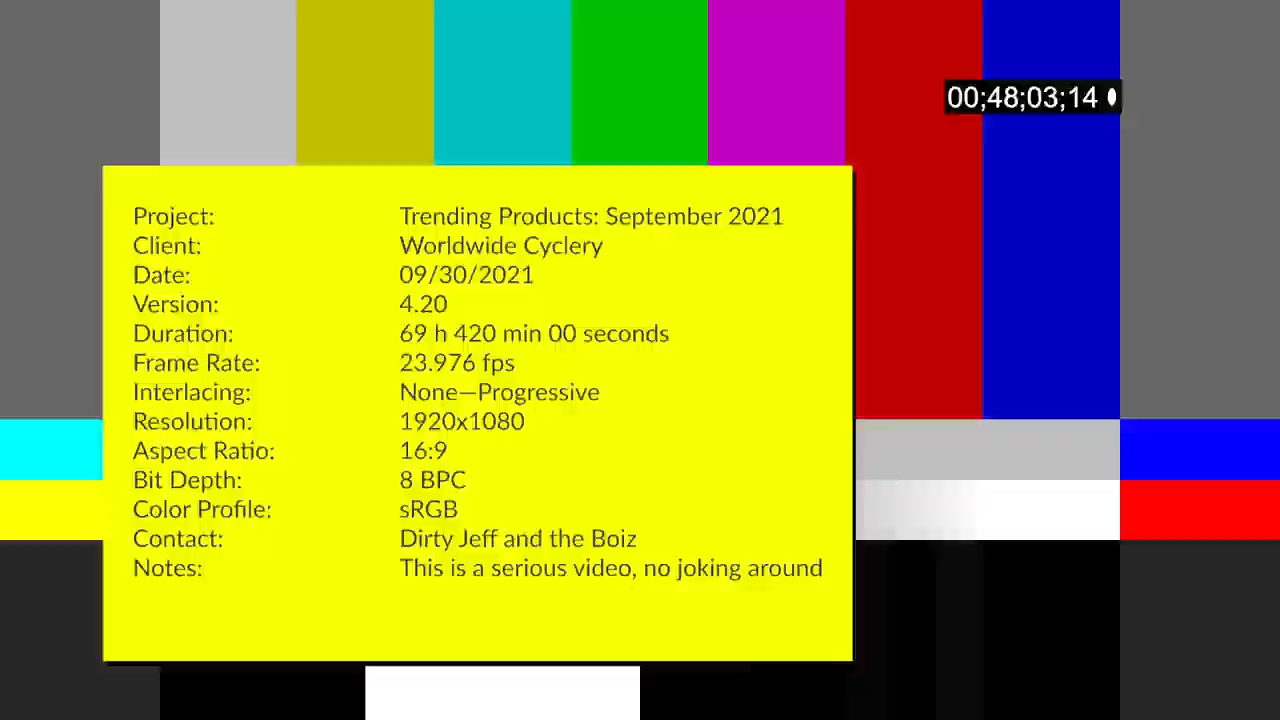 00;48;03;14
Project: Trending Products: September 2021
Client: Worldwide Cyclery
Date: 09/30/2021
Version: 4.20
Duration: 69 h 420 min 00 seconds
Frame Rate: 23.976 fps
Interlacing: None—Progressive
Resolution: 1920x1080
Aspect Ratio: 16:9
Bit Depth: 8 BPC
Color Profile: sRGB
Contact: Dirty Jeff and the Boiz
Notes: This is a serious video, no joking around